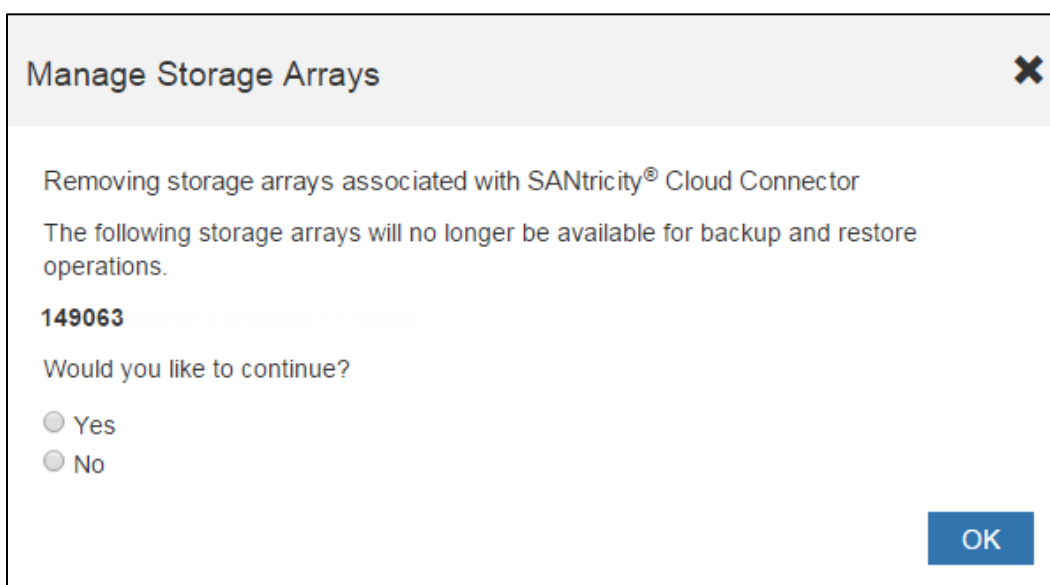 Manage Storage Arrays
Removing storage arrays associated with SANtricity® Cloud Connector
The following storage arrays will no longer be available for backup and restore
operations.
149063
Would you like to continue?
Yes
No
OK